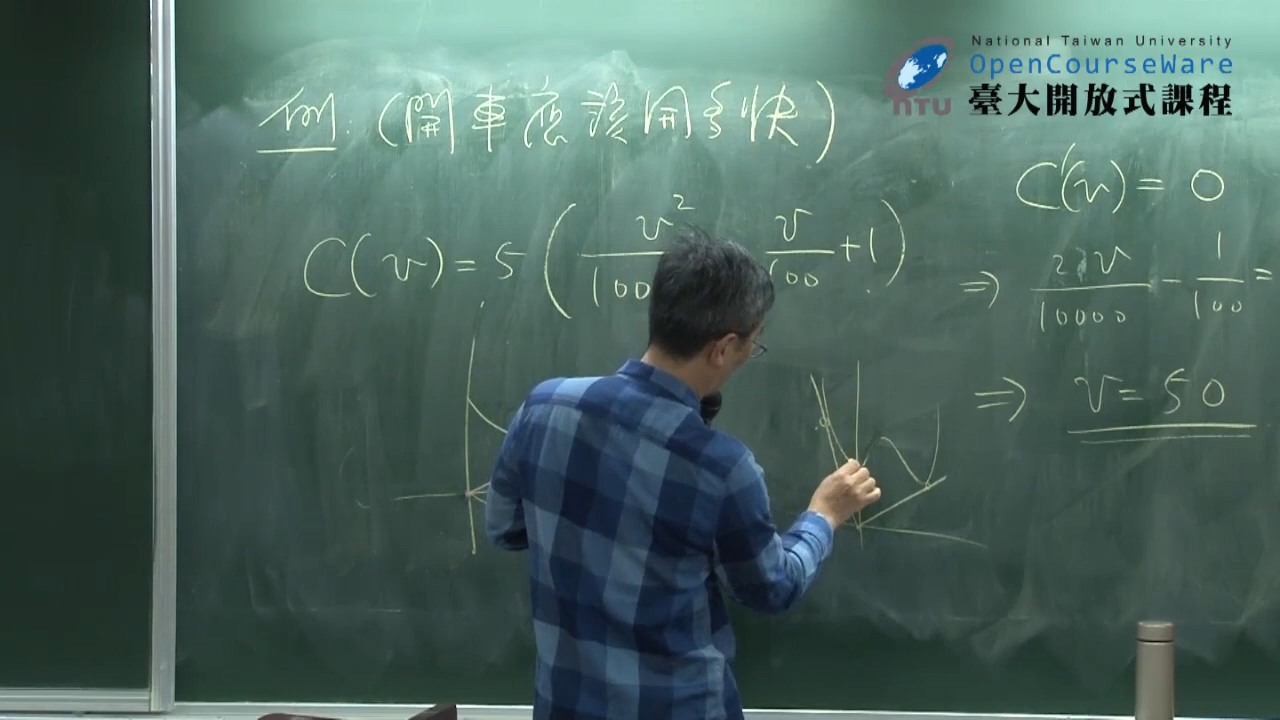 National Taiwan University
OpenCourseWare
臺大開放式課程
NTU
例. (開車應該開多快)
C(v) = 5 ( v² / 100 v / 100 + 1 )
C'(v) = 0
⇒ 2v / 10000 - 1 / 100 =
⇒ v = 50